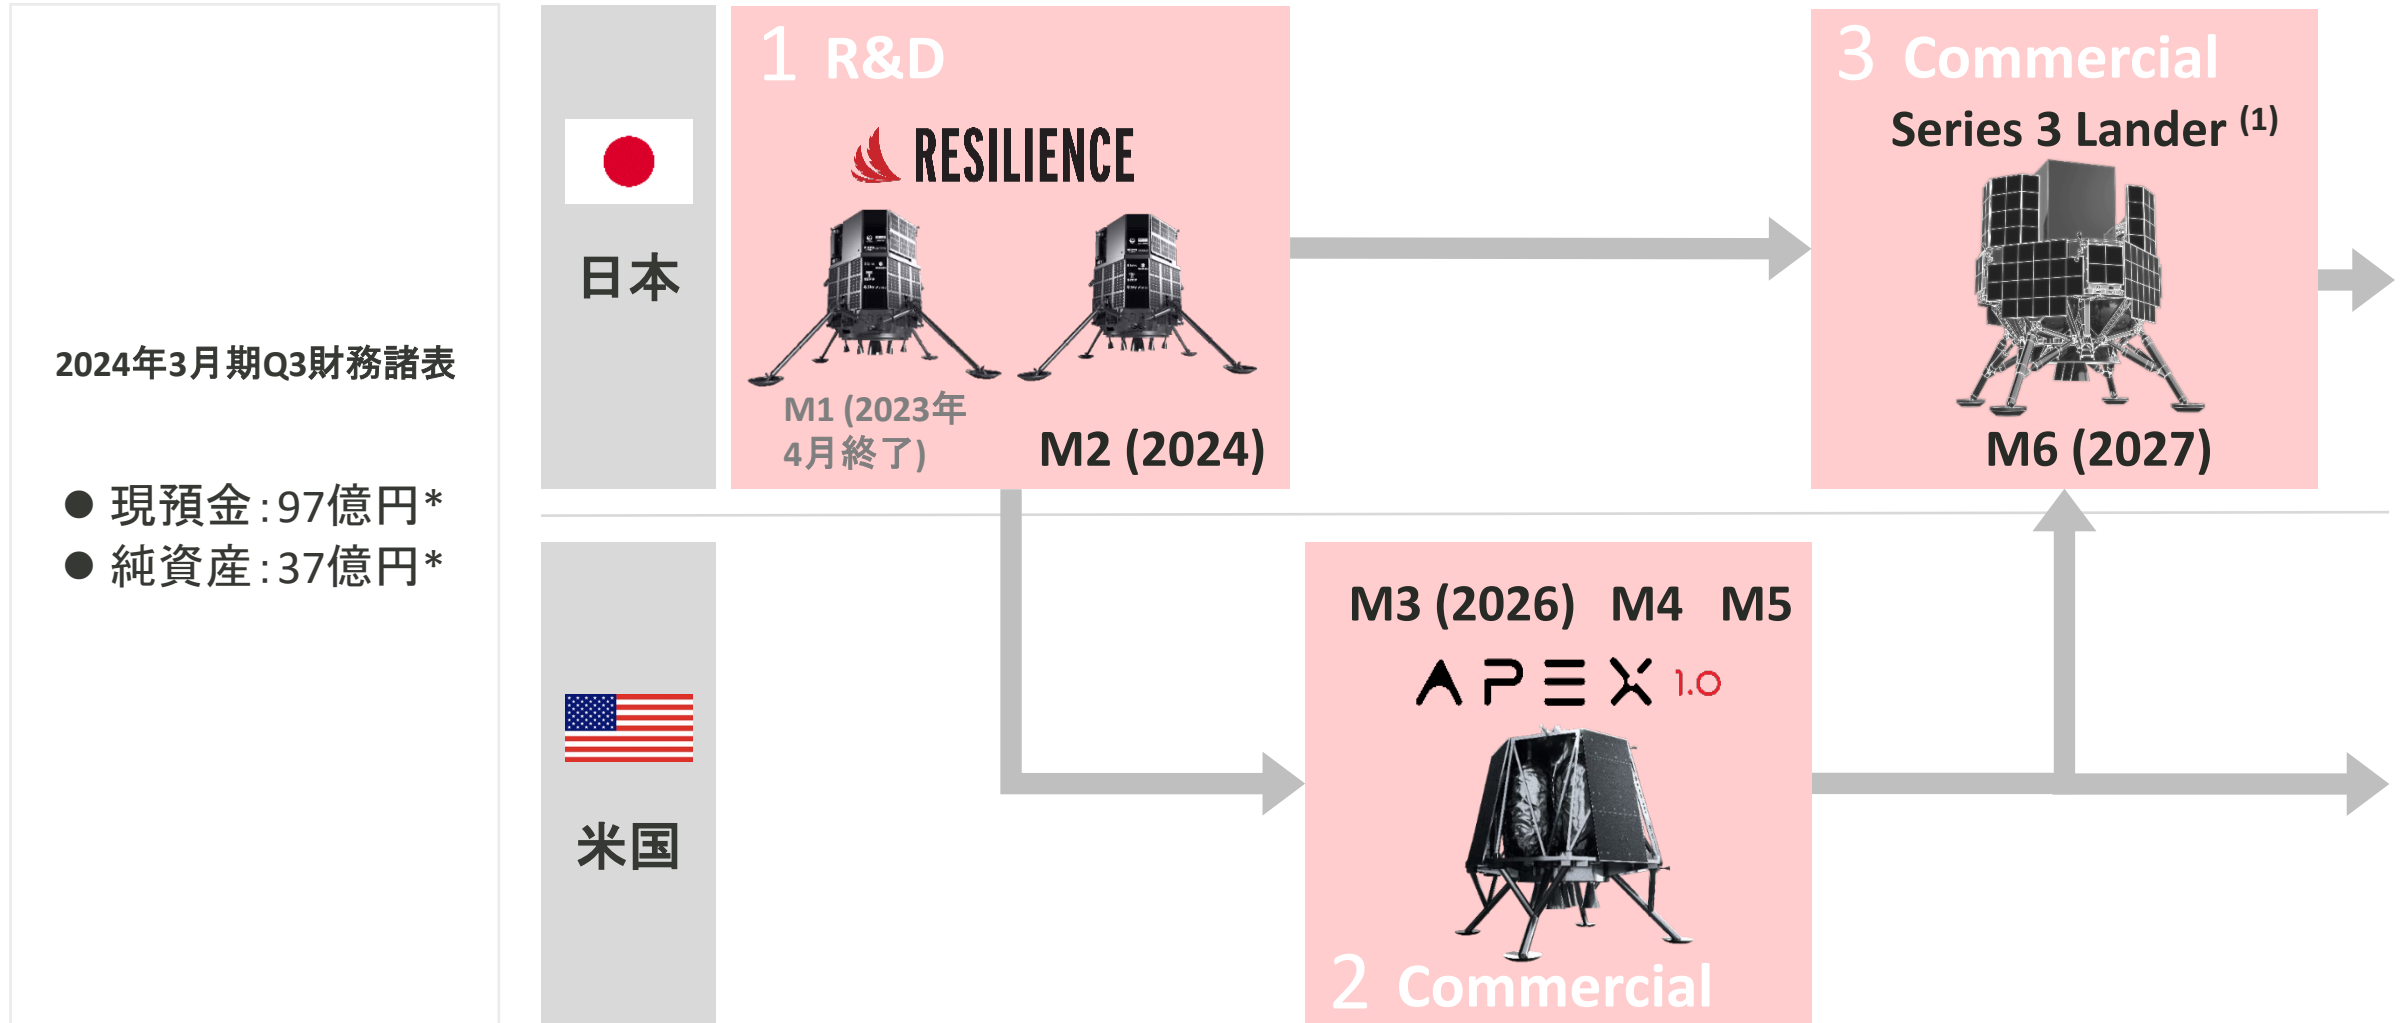 2024年3月期Q3財務諸表
● 現預金：97億円*
● 純資産：37億円*
日本
1 R&D
RESILIENCE
M1 (2023年
4月終了)
M2 (2024)
3 Commercial
Series 3 Lander (1)
M6 (2027)
米国
M3 (2026) M4 M5
APEX 1.0
2 Commercial